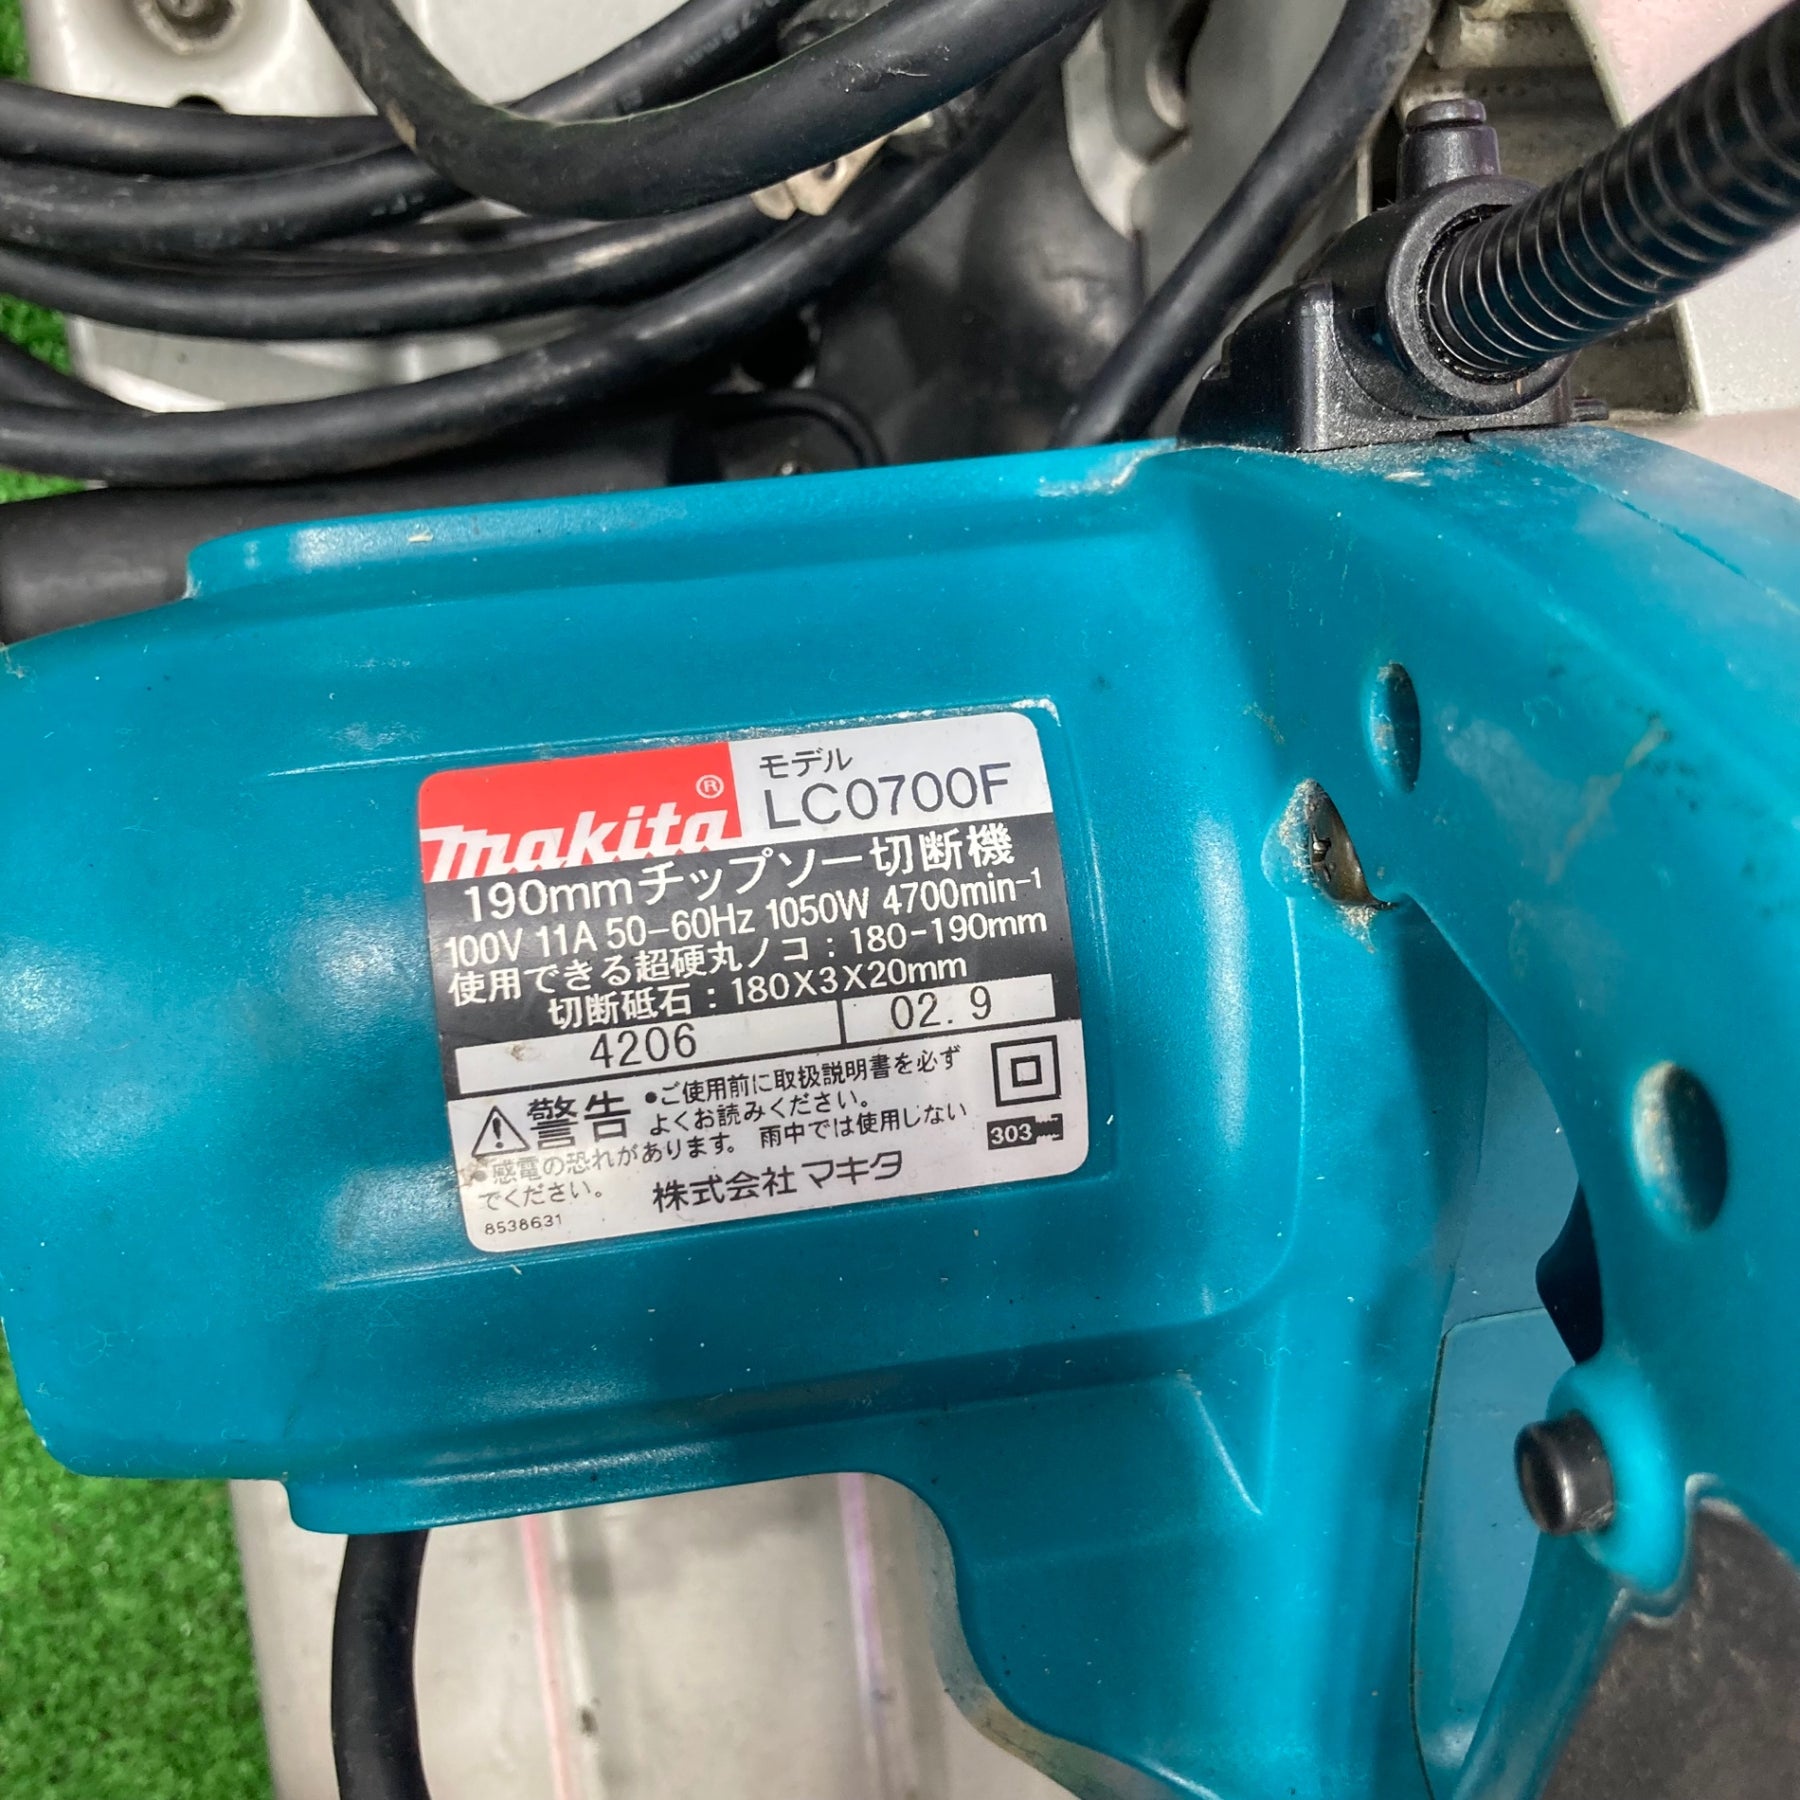 makita®
モデル
LC0700F
190mmチップソー切断機
100V 11A 50-60Hz 1050W 4700min-1
使用できる超硬丸ノコ：180-190mm
切断砥石：180X3X20mm
4206
02.9
警告
●ご使用前に取扱説明書を必ず
よくお読みください。
●感電の恐れがあります。雨中では使用しない
でください。
株式会社マキタ
8538631
303